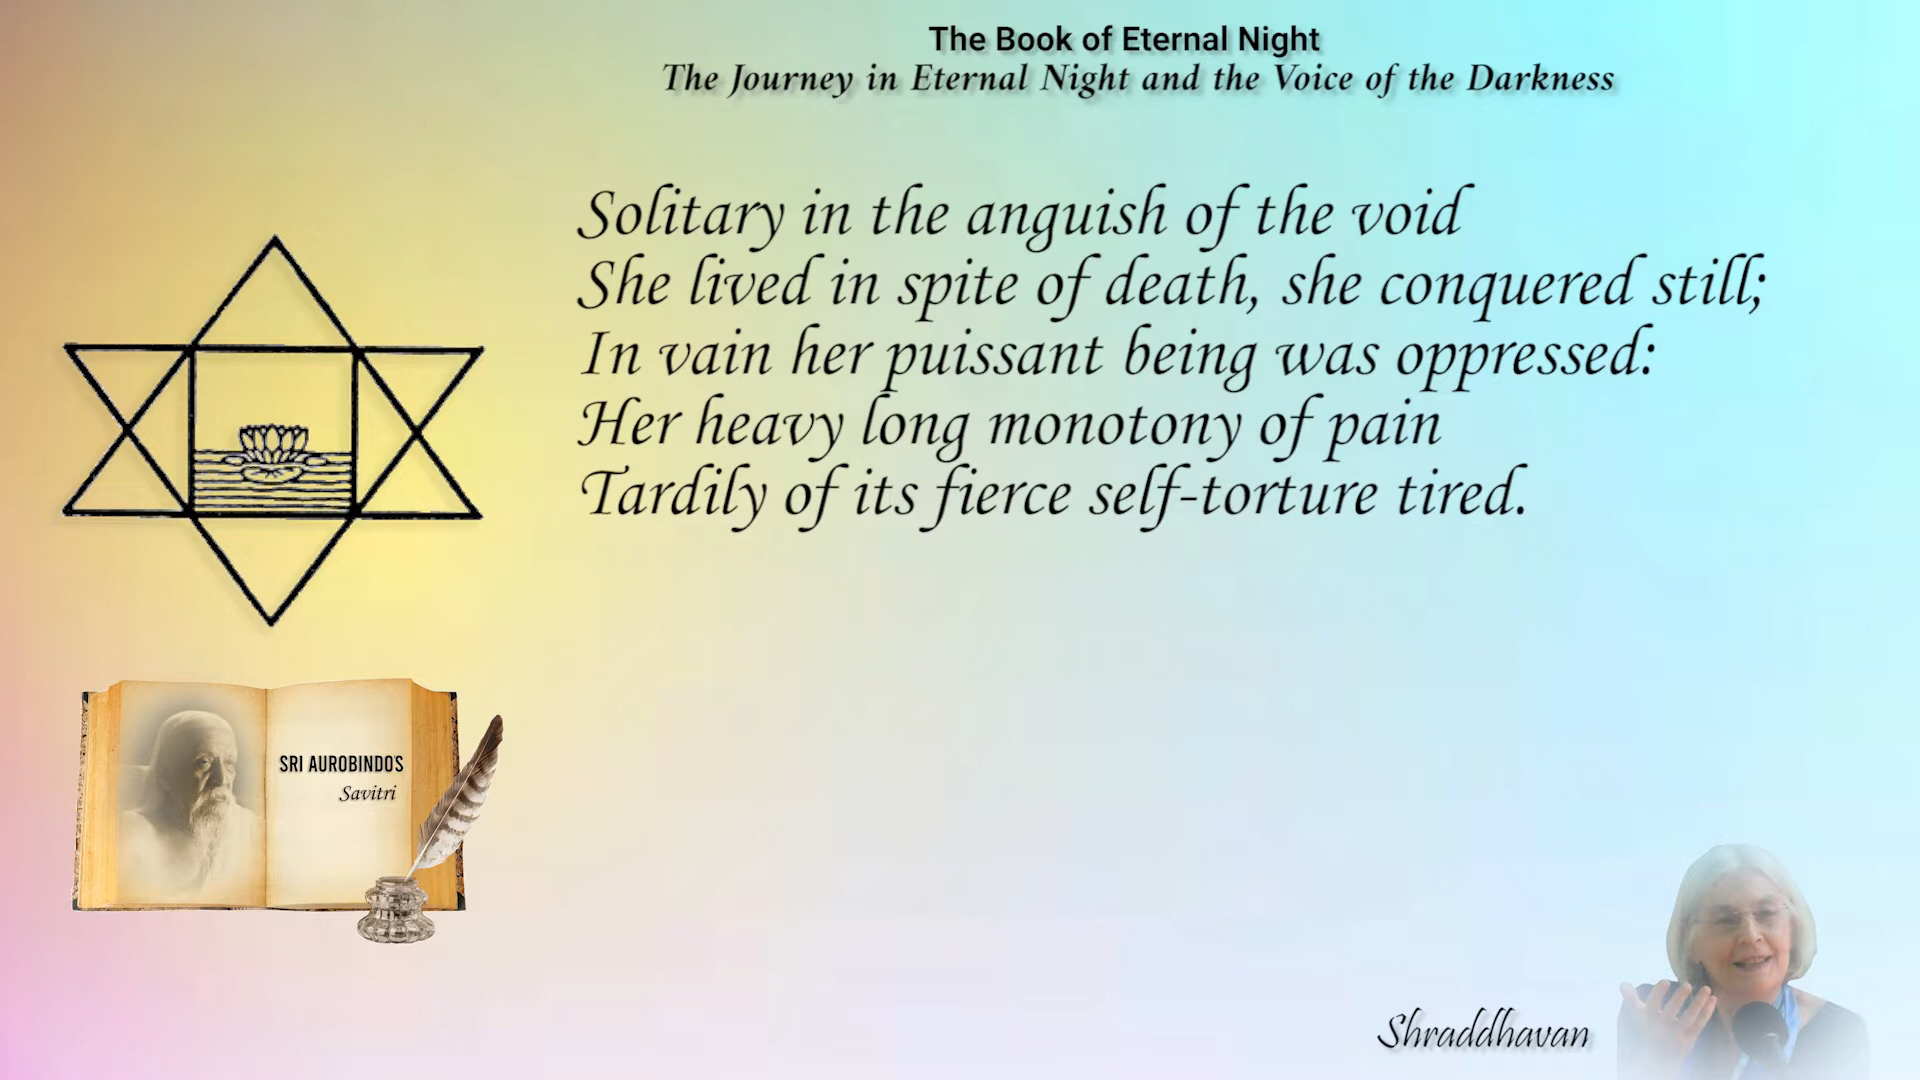 The Book of Eternal Night
The Journey in Eternal Night and the Voice of the Darkness
Solitary in the anguish of the void
She lived in spite of death, she conquered still;
In vain her puissant being was oppressed:
Her heavy long monotony of pain
Tardily of its fierce self-torture tired.
SRI AUROBINDO'S
Savitri
Shraddhavan